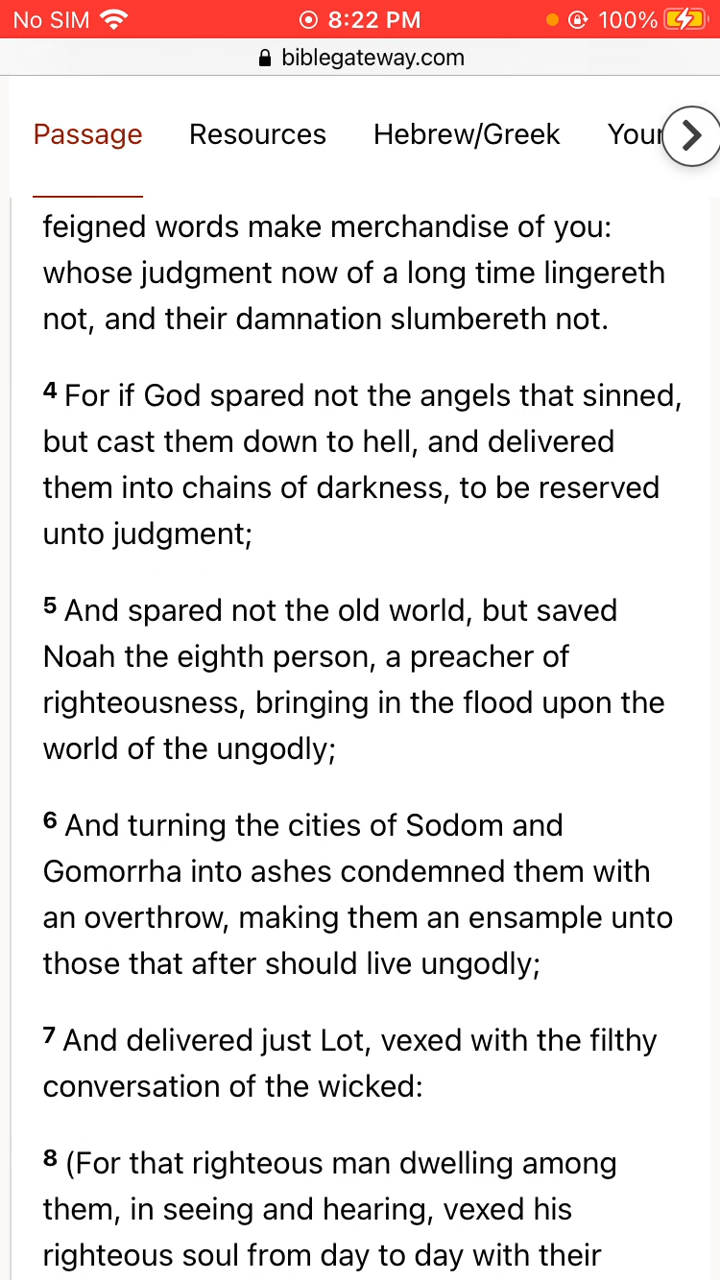 No SIM 8:22 PM 100%
biblegateway.com
Passage Resources Hebrew/Greek Your
feigned words make merchandise of you:
whose judgment now of a long time lingereth
not, and their damnation slumbereth not.
4 For if God spared not the angels that sinned,
but cast them down to hell, and delivered
them into chains of darkness, to be reserved
unto judgment;
5 And spared not the old world, but saved
Noah the eighth person, a preacher of
righteousness, bringing in the flood upon the
world of the ungodly;
6 And turning the cities of Sodom and
Gomorrha into ashes condemned them with
an overthrow, making them an ensample unto
those that after should live ungodly;
7 And delivered just Lot, vexed with the filthy
conversation of the wicked:
8 (For that righteous man dwelling among
them, in seeing and hearing, vexed his
righteous soul from day to day with their